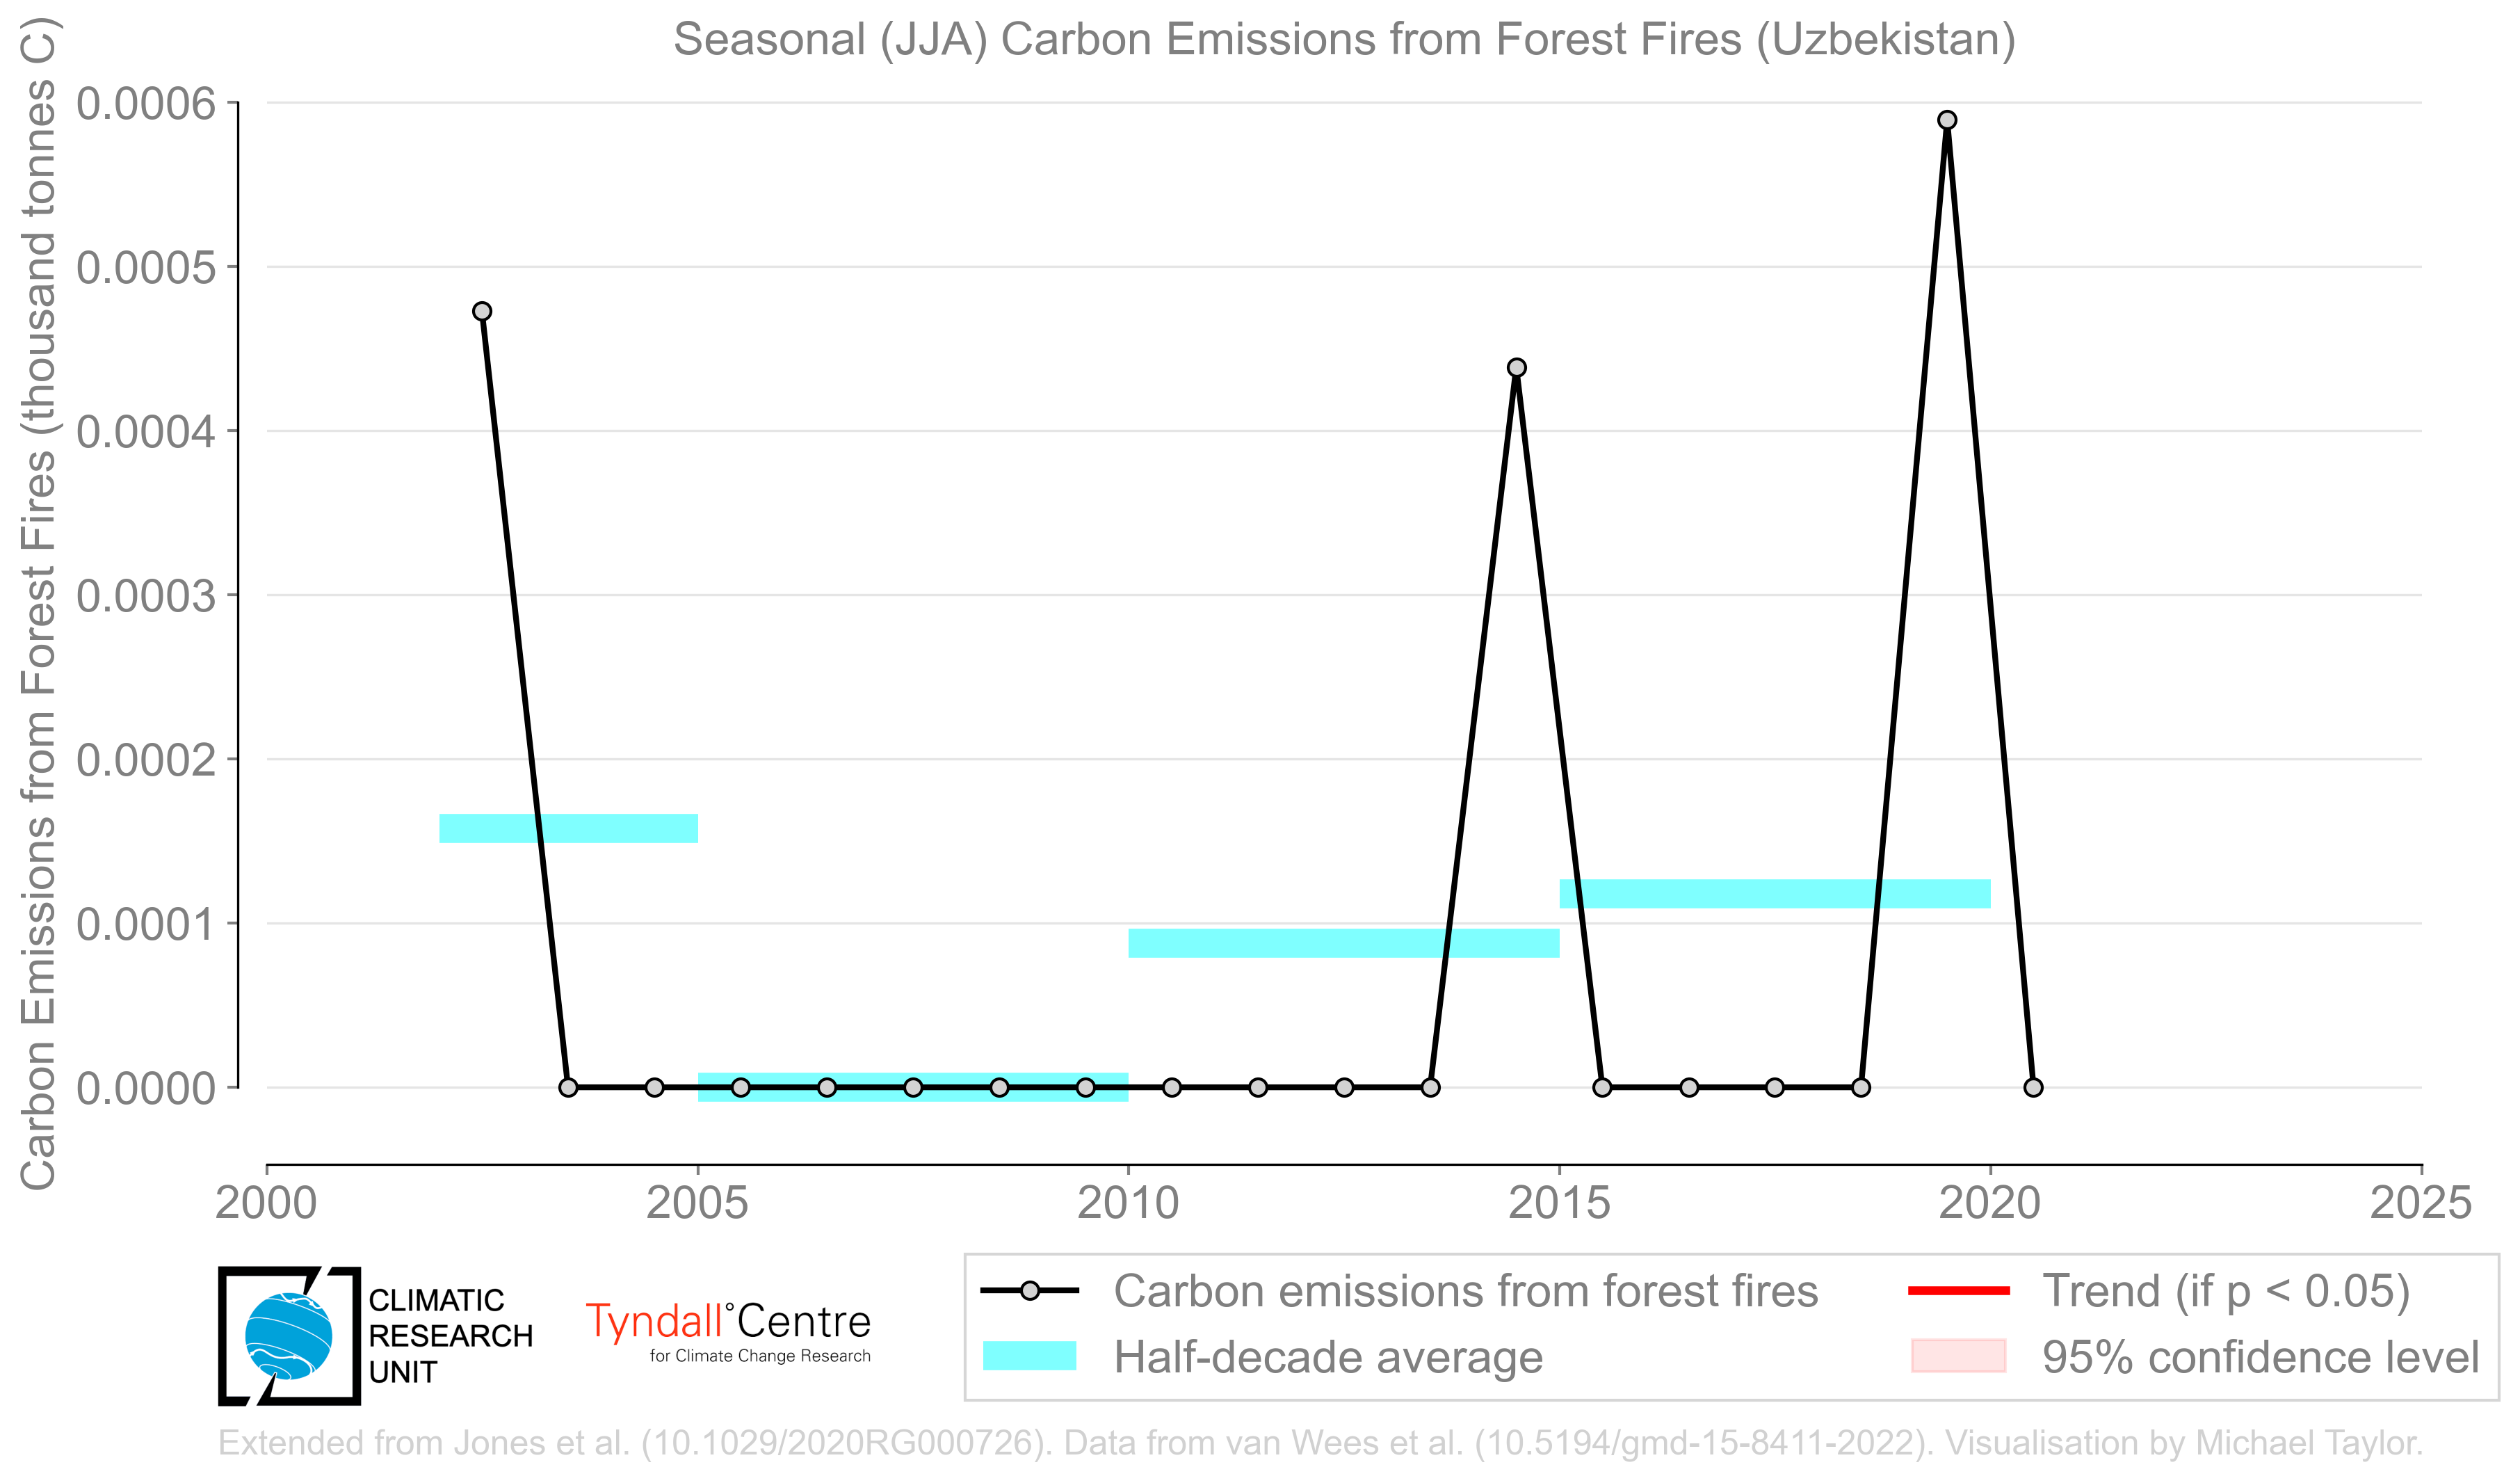 Seasonal (JJA) Carbon Emissions from Forest Fires (Uzbekistan)
Carbon Emissions from Forest Fires (thousand tonnes C)
0.0006
0.0005
0.0004
0.0003
0.0002
0.0001
0.0000
2000
2005
2010
2015
2020
2025
CLIMATIC
RESEARCH
UNIT
Tyndall°Centre
for Climate Change Research
Carbon emissions from forest fires
Half-decade average
Trend (if p < 0.05)
95% confidence level
Extended from Jones et al. (10.1029/2020RG000726). Data from van Wees et al. (10.5194/gmd-15-8411-2022). Visualisation by Michael Taylor.